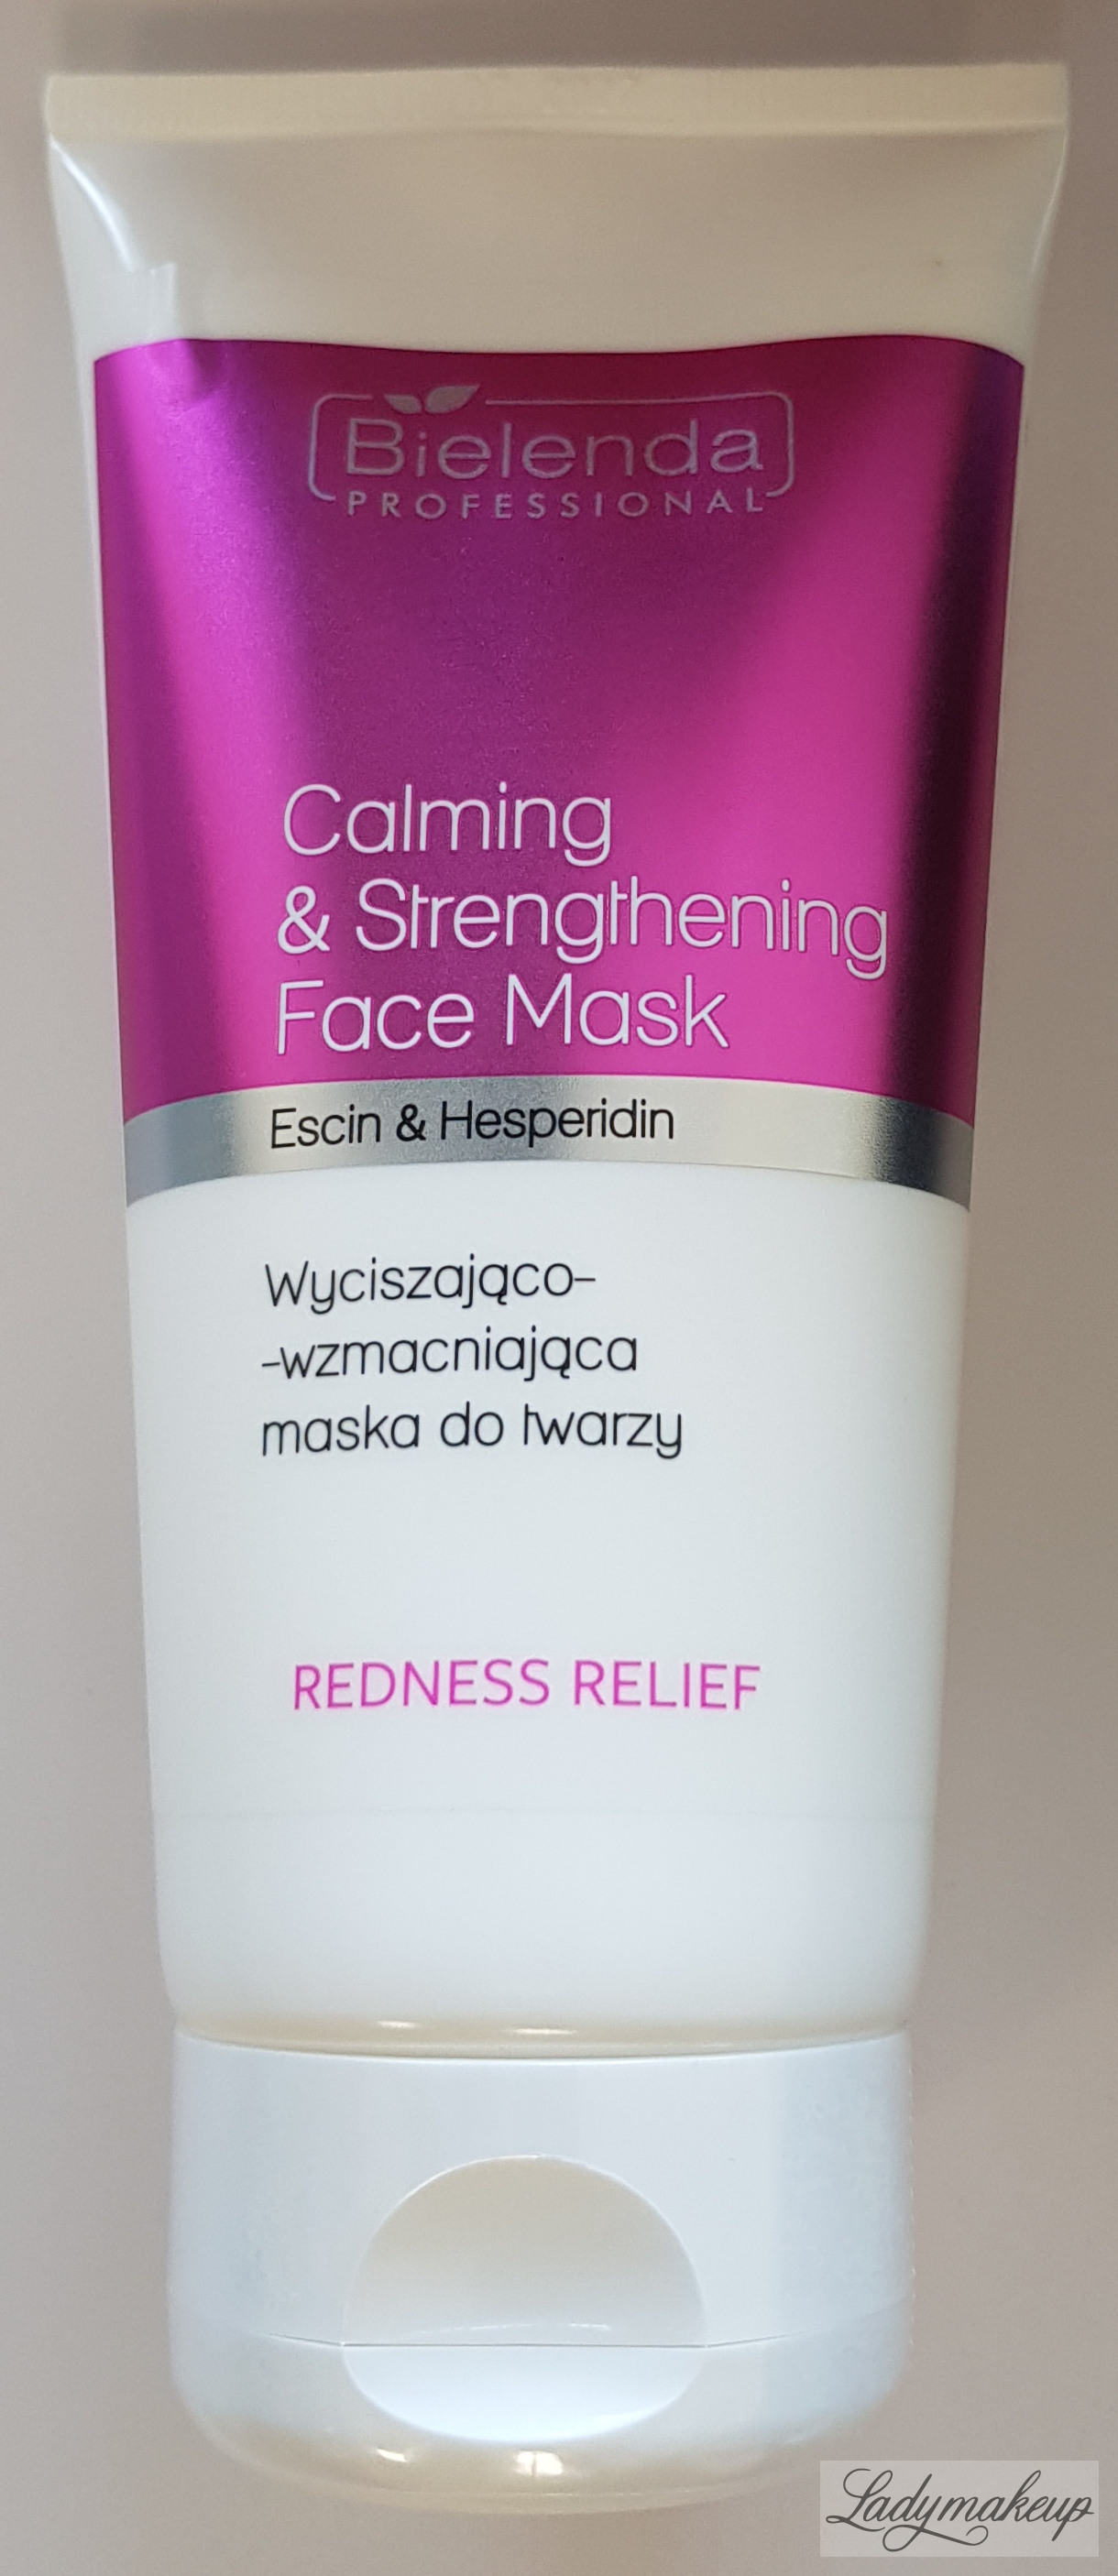 Bielenda
PROFESSIONAL
Calming
& Strengthening
Face Mask
Escin & Hesperidin
Wyciszająco-
-wzmacniająca
maska do twarzy
REDNESS RELIEF
Ladymakeup